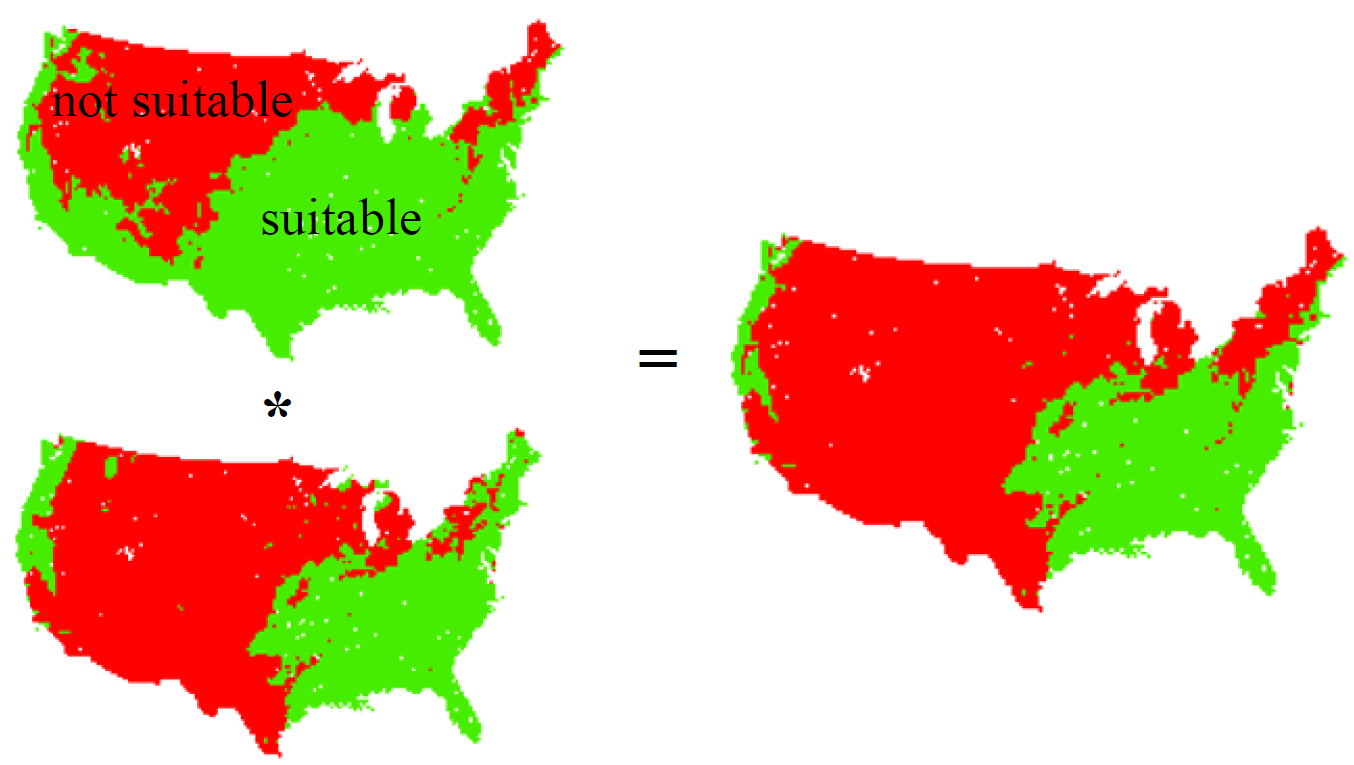 not suitable
suitable
*
=